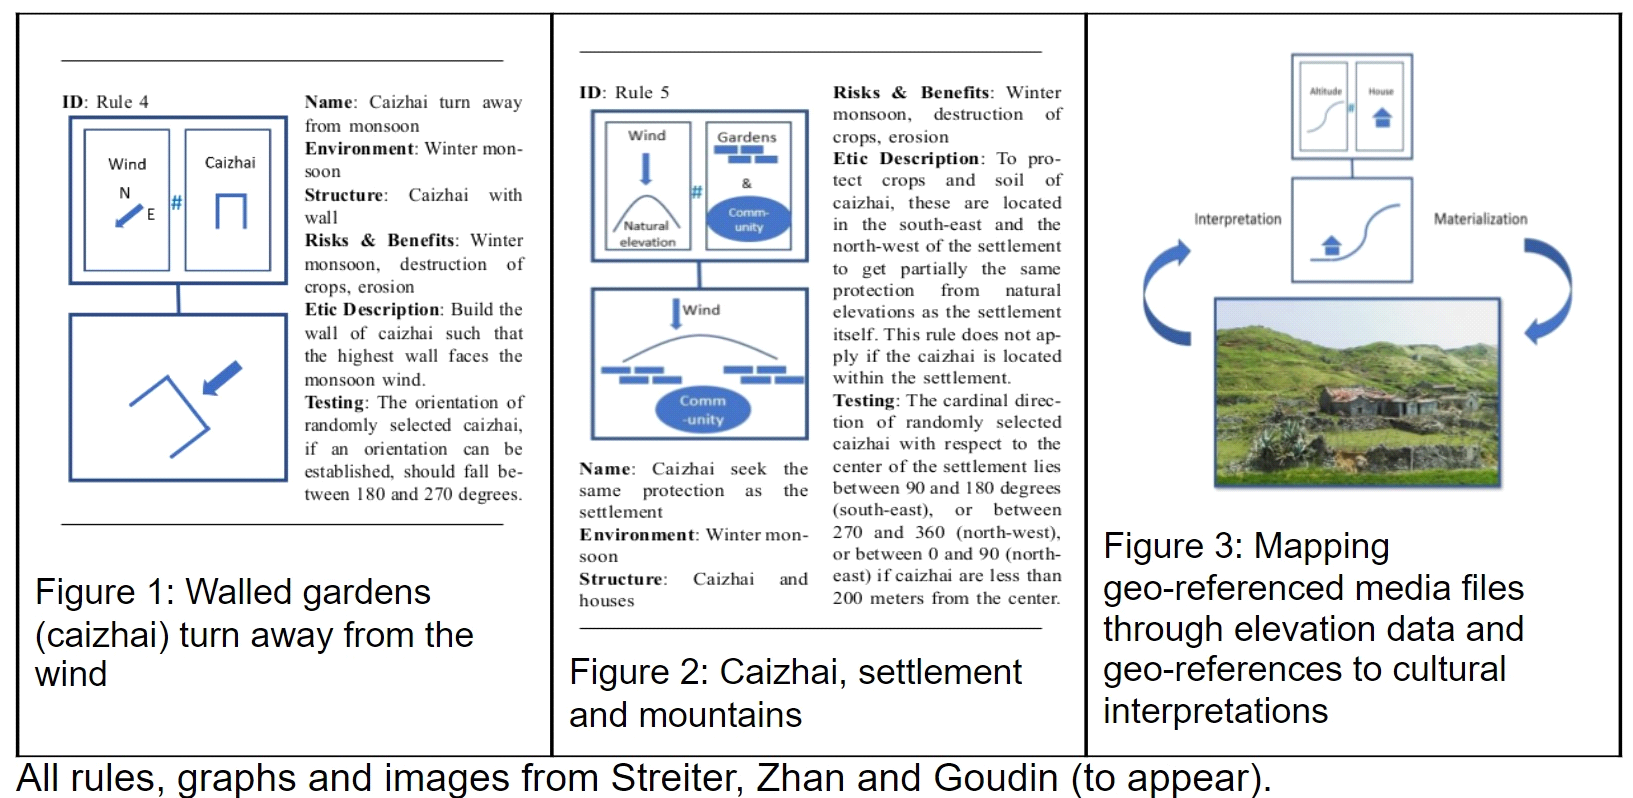 ID: Rule 4
Wind
N
E
#
Caizhai
Name: Caizhai turn away
from monsoon
Environment: Winter mon-
soon
Structure: Caizhai with
wall
Risks & Benefits: Winter
monsoon, destruction of
crops, erosion
Etic Description: Build the
wall of caizhai such that
the highest wall faces the
monsoon wind.
Testing: The orientation of
randomly selected caizhai,
if an orientation can be
established, should fall be-
tween 180 and 270 degrees.
Figure 1: Walled gardens
(caizhai) turn away from the
wind
ID: Rule 5
Wind
Natural
elevation
#
Gardens
&
Comm-
unity
Wind
Comm
-unity
Name: Caizhai seek the
same protection as the
settlement
Environment: Winter mon-
soon
Structure: Caizhai and
houses
Risks & Benefits: Winter
monsoon, destruction of
crops, erosion
Etic Description: To pro-
tect crops and soil of
caizhai, these are located
in the south-east and the
north-west of the settlement
to get partially the same
protection from natural
elevations as the settlement
itself. This rule does not ap-
ply if the caizhai is located
within the settlement.
Testing: The cardinal direc-
tion of randomly selected
caizhai with respect to the
center of the settlement lies
between 90 and 180 degrees
(south-east), or between
270 and 360 (north-west),
or between 0 and 90 (north-
east) if caizhai are less than
200 meters from the center.
Figure 2: Caizhai, settlement
and mountains
Altitude
#
House
Interpretation
Materialization
Figure 3: Mapping
geo-referenced media files
through elevation data and
geo-references to cultural
interpretations
All rules, graphs and images from Streiter, Zhan and Goudin (to appear).